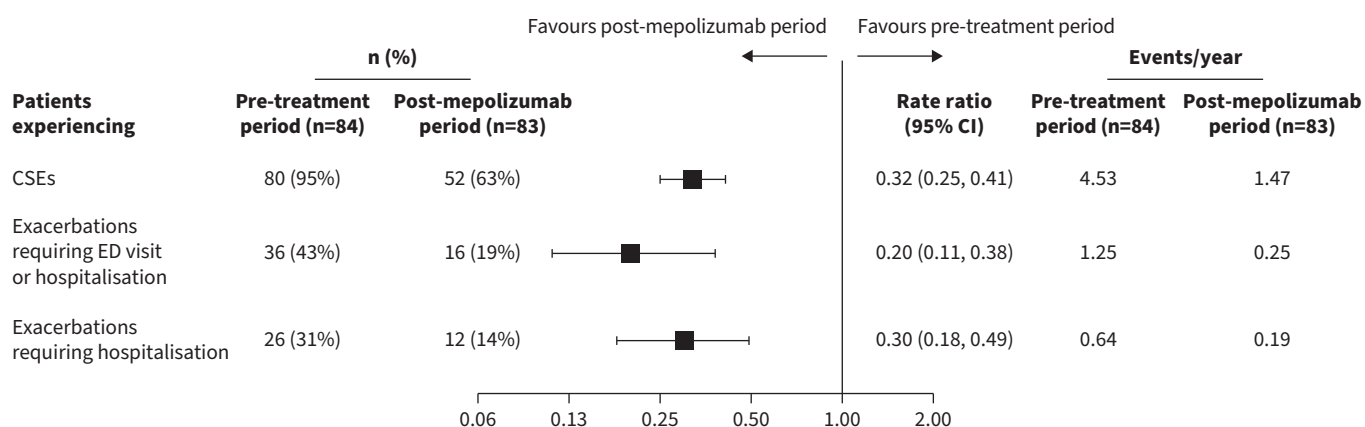 Favours post-mepolizumab period Favours pre-treatment period
n (%) Events/year
Patients experiencing
Pre-treatment period (n=84)
Post-mepolizumab period (n=83)
Rate ratio (95% CI)
Pre-treatment period (n=84)
Post-mepolizumab period (n=83)
CSEs 80 (95%) 52 (63%) 0.32 (0.25, 0.41) 4.53 1.47
Exacerbations
requiring ED visit 36 (43%) 16 (19%) 0.20 (0.11, 0.38) 1.25 0.25
or hospitalisation
Exacerbations
requiring hospitalisation 26 (31%) 12 (14%) 0.30 (0.18, 0.49) 0.64 0.19
0.06 0.13 0.25 0.50 1.00 2.00